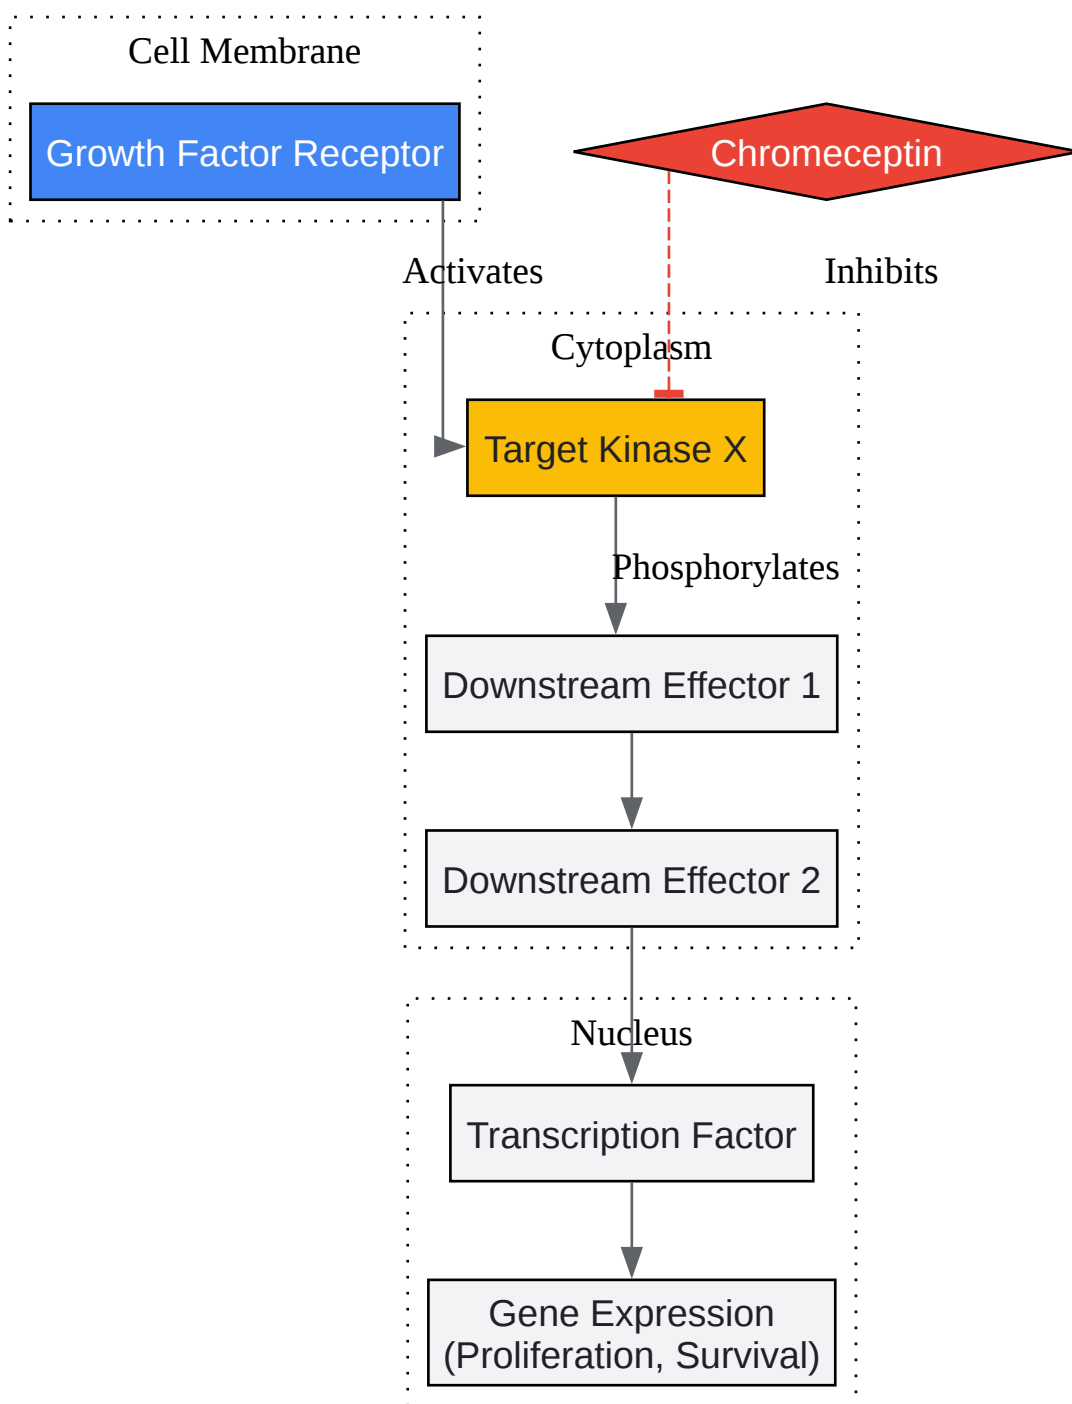 Cell Membrane
Growth Factor Receptor
Chromeceptin
Activates
Inhibits
Cytoplasm
Target Kinase X
Phosphorylates
Downstream Effector 1
Downstream Effector 2
Nucleus
Transcription Factor
Gene Expression
(Proliferation, Survival)